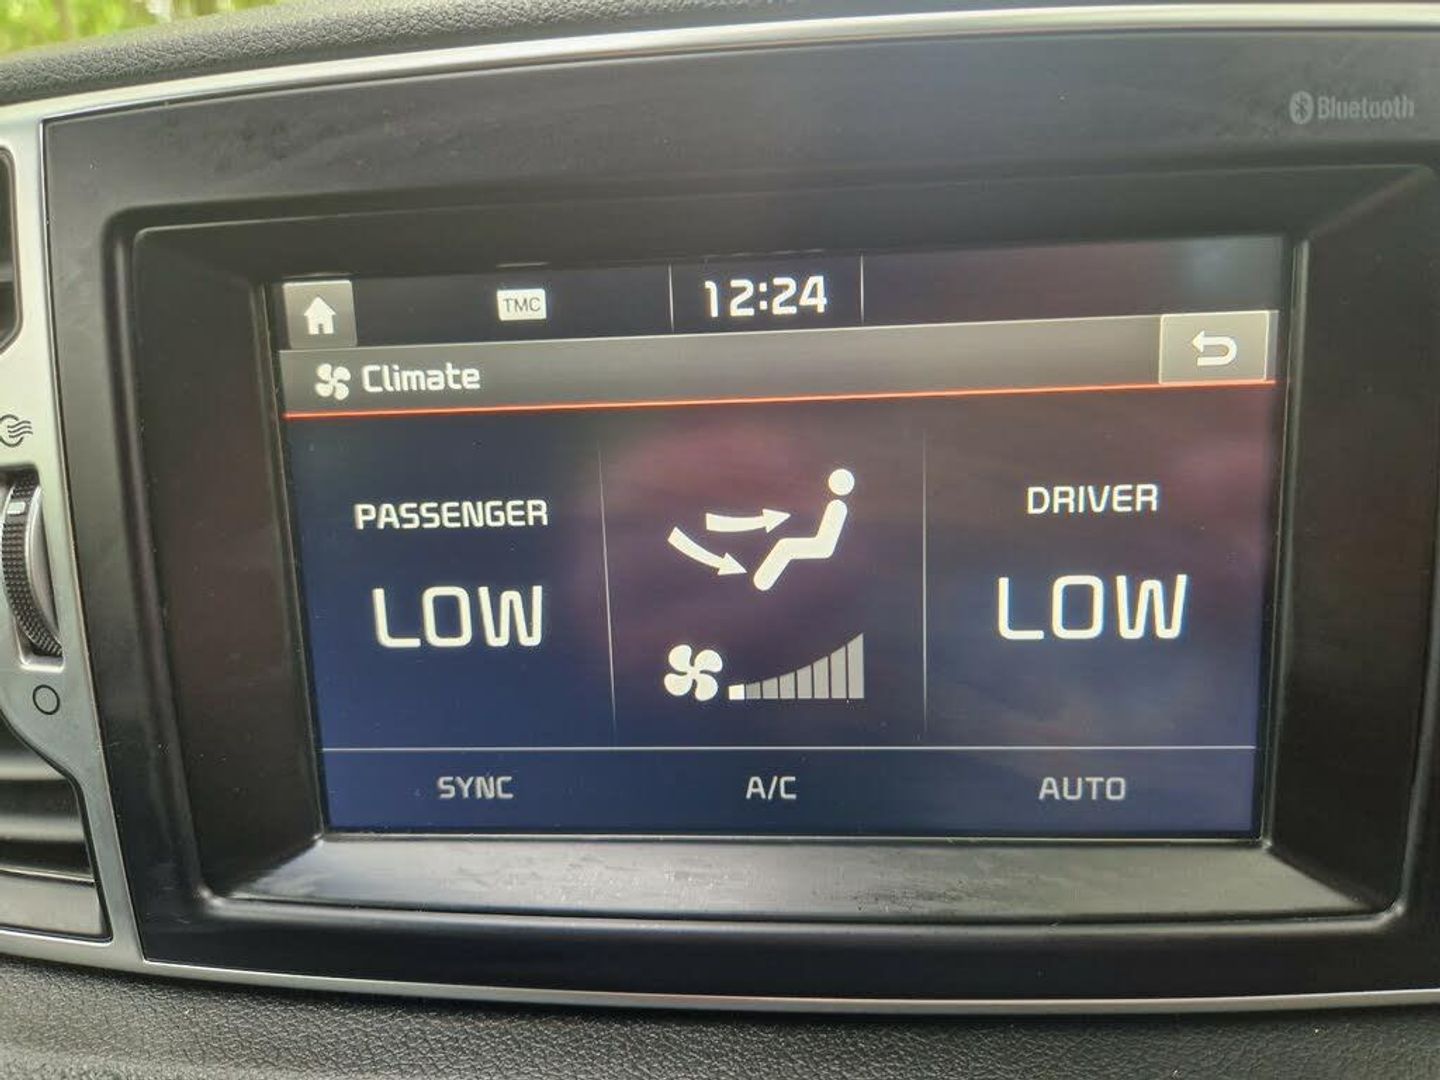 Bluetooth
TMC 12:24
Climate
PASSENGER
DRIVER
LOW
LOW
SYNC A/C AUTO